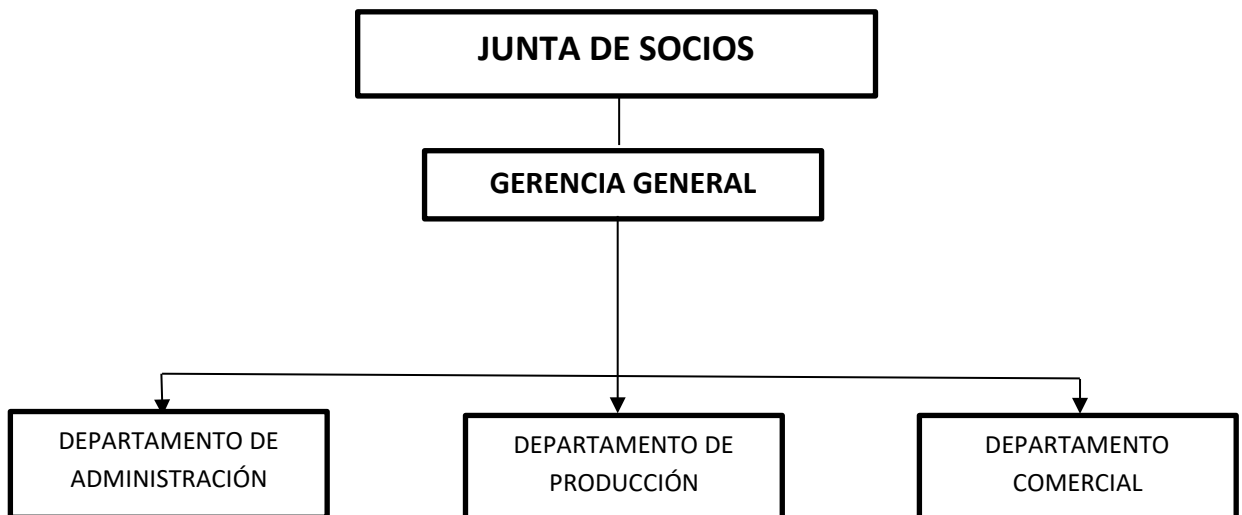 JUNTA DE SOCIOS
GERENCIA GENERAL
DEPARTAMENTO DE
ADMINISTRACIÓN
DEPARTAMENTO DE
PRODUCCIÓN
DEPARTAMENTO
COMERCIAL